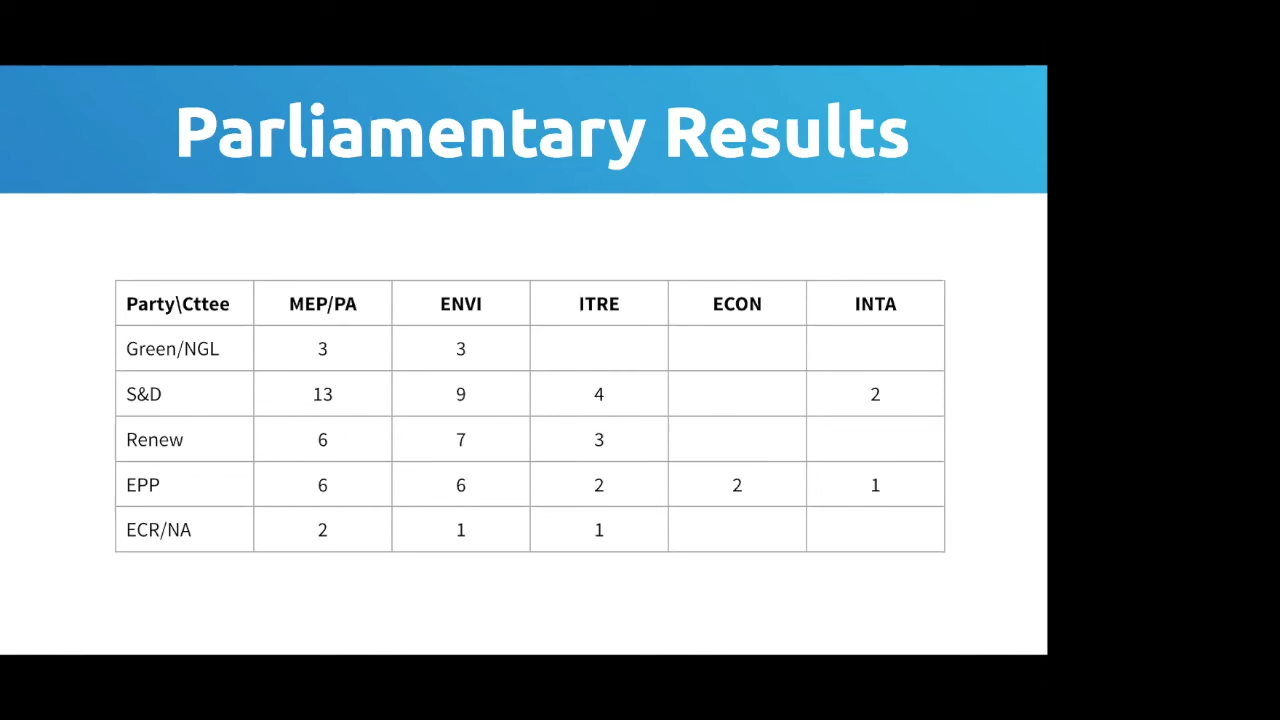 Parliamentary Results
Party\Cttee MEP/PA ENVI ITRE ECON INTA
Green/NGL 3 3
S&D 13 9 4 2
Renew 6 7 3
EPP 6 6 2 2 1
ECR/NA 2 1 1